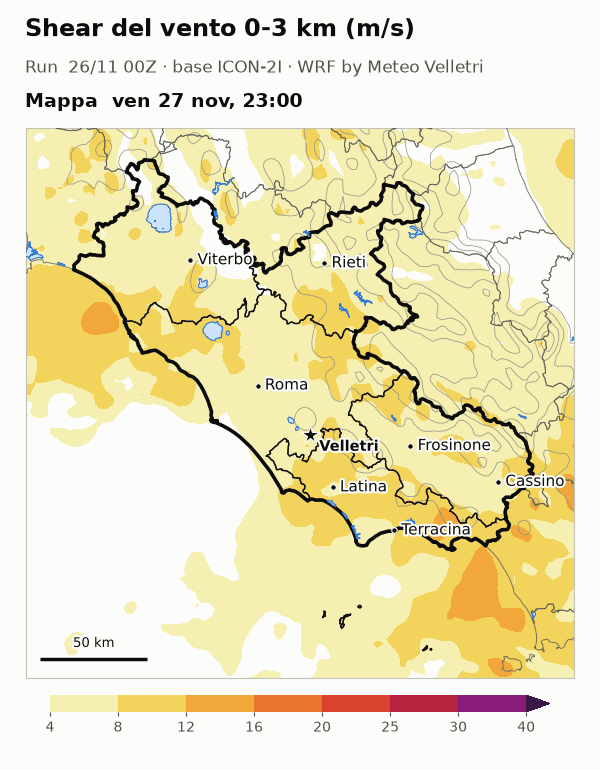 Shear del vento 0-3 km (m/s)
Run  26/11 00Z · base ICON-2I · WRF by Meteo Velletri
Mappa  ven 27 nov, 23:00
Viterbo
Rieti
Roma
Velletri
Frosinone
Cassino
Latina
Terracina
50 km
4 8 12 16 20 25 30 40